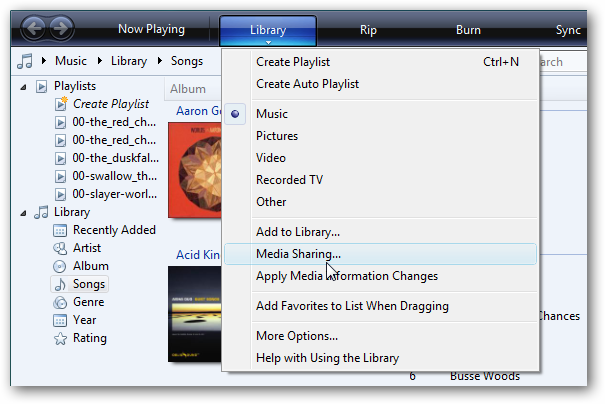 Now Playing Library Rip Burn Sync
Music Library Songs arch
Playlists
Create Playlist
00-the_red_ch...
00-the_red_ch...
00-the_duskfal...
00-swallow_th...
00-slayer-worl...
Library
Recently Added
Artist
Album
Songs
Genre
Year
Rating
Album
Aaron Go
Acid Kin
Create Playlist Ctrl+N
Create Auto Playlist
Music
Pictures
Video
Recorded TV
Other
Add to Library...
Media Sharing...
Apply Media Information Changes
Add Favorites to List When Dragging
More Options...
Help with Using the Library
Chances
6 Busse Woods